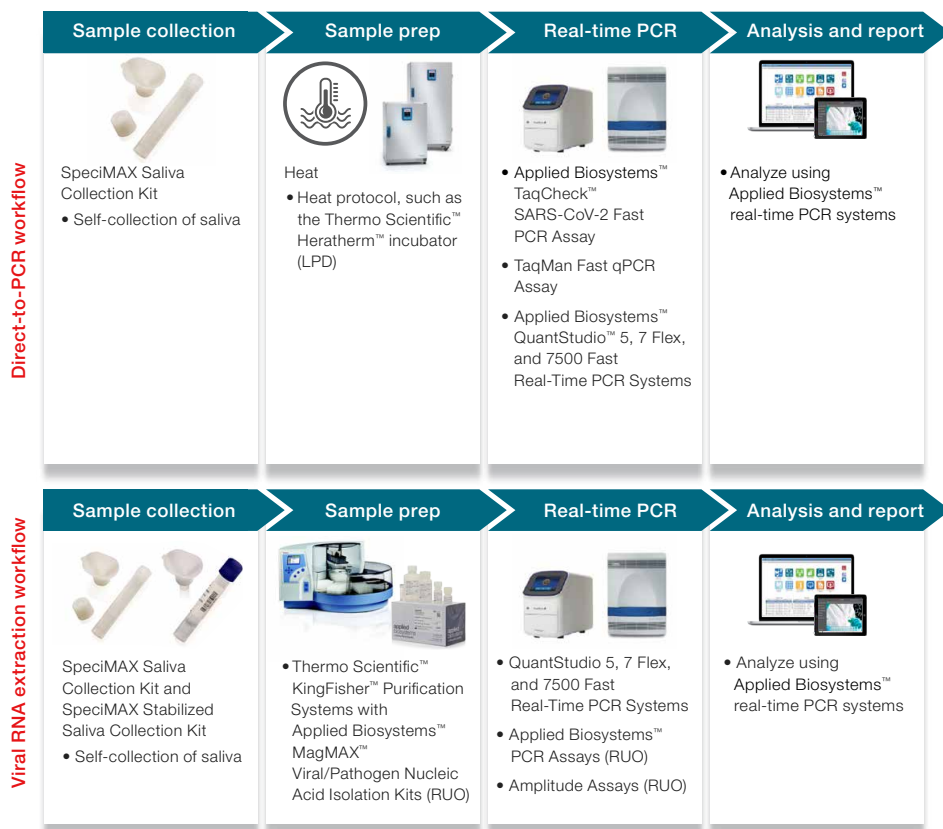 Direct-to-PCR workflow
Sample collection
SpeciMAX Saliva
Collection Kit
• Self-collection of saliva
Sample prep
Heat
• Heat protocol, such as
the Thermo Scientific™
Heratherm™ incubator
(LPD)
Real-time PCR
• Applied Biosystems™
TaqCheck™
SARS-CoV-2 Fast
PCR Assay
• TaqMan Fast qPCR
Assay
• Applied Biosystems™
QuantStudio™ 5, 7 Flex,
and 7500 Fast
Real-Time PCR Systems
Analysis and report
• Analyze using
Applied Biosystems™
real-time PCR systems
Viral RNA extraction workflow
Sample collection
SpeciMAX Saliva
Collection Kit and
SpeciMAX Stabilized
Saliva Collection Kit
• Self-collection of saliva
Sample prep
applied
biosystems
• Thermo Scientific™
KingFisher™ Purification
Systems with
Applied Biosystems™
MagMAX™
Viral/Pathogen Nucleic
Acid Isolation Kits (RUO)
Real-time PCR
• QuantStudio 5, 7 Flex,
and 7500 Fast
Real-Time PCR Systems
• Applied Biosystems™
PCR Assays (RUO)
• Amplitude Assays (RUO)
Analysis and report
• Analyze using
Applied Biosystems™
real-time PCR systems